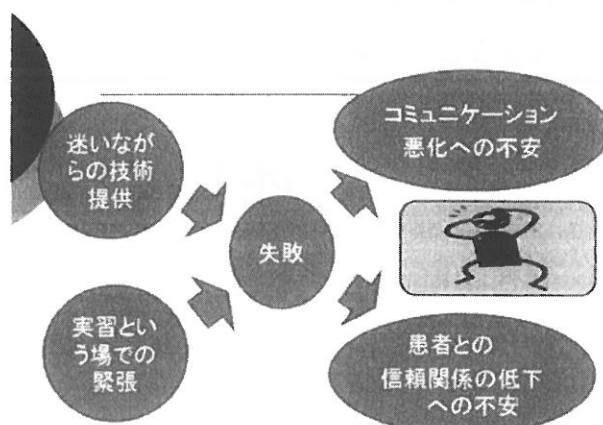 迷いなが
らの技術
提供
コミュニケーション
悪化への不安
失敗
実習とい
う場での
緊張
患者との
信頼関係の低下
への不安